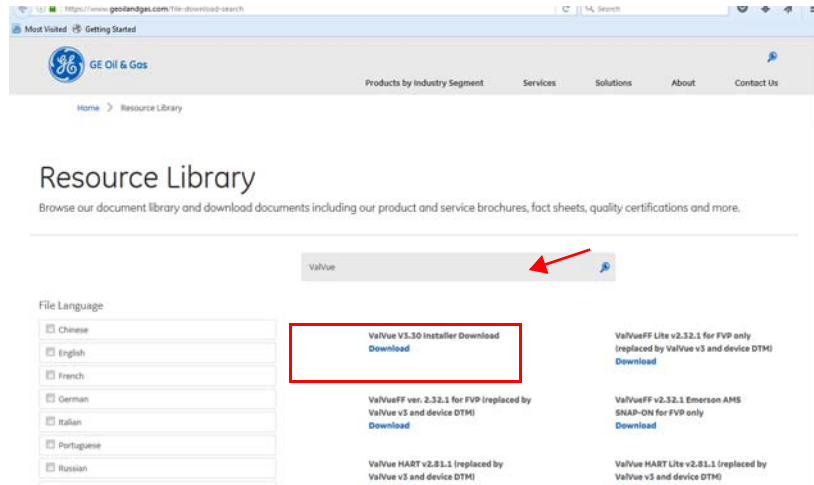 https://www.geoilandgas.com/file-download-search
Search
Most Visited Getting Started
GE Oil & Gas
Products by Industry Segment Services Solutions About Contact Us
Home > Resource Library
Resource Library
Browse our document library and download documents including our product and service brochures, fact sheets, quality certifications and more.
ValVue
File Language
Chinese
English
French
German
Italian
Portuguese
Russian
ValVue V3.30 Installer Download
Download
ValVueFF Lite v2.32.1 for FVP only
(replaced by ValVue v3 and device DTM)
Download
ValVueFF ver. 2.32.1 for FVP (replaced by
ValVue v3 and device DTM)
Download
ValVueFF v2.32.1 Emerson AMS
SNAP-ON for FVP only
Download
ValVue HART v2.81.1 (replaced by
ValVue v3 and device DTM)
ValVue HART Lite v2.81.1 (replaced by
ValVue v3 and device DTM)